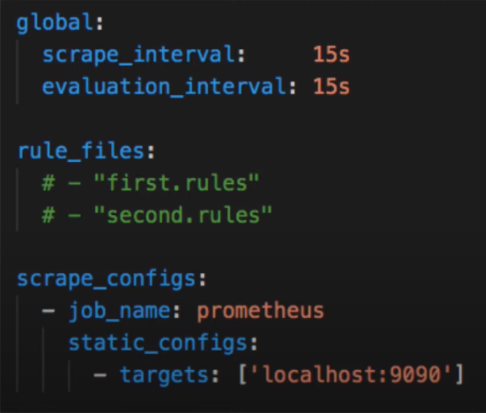 global:
  scrape_interval:     15s
  evaluation_interval: 15s

rule_files:
  # - "first.rules"
  # - "second.rules"

scrape_configs:
  - job_name: prometheus
    static_configs:
      - targets: ['localhost:9090']